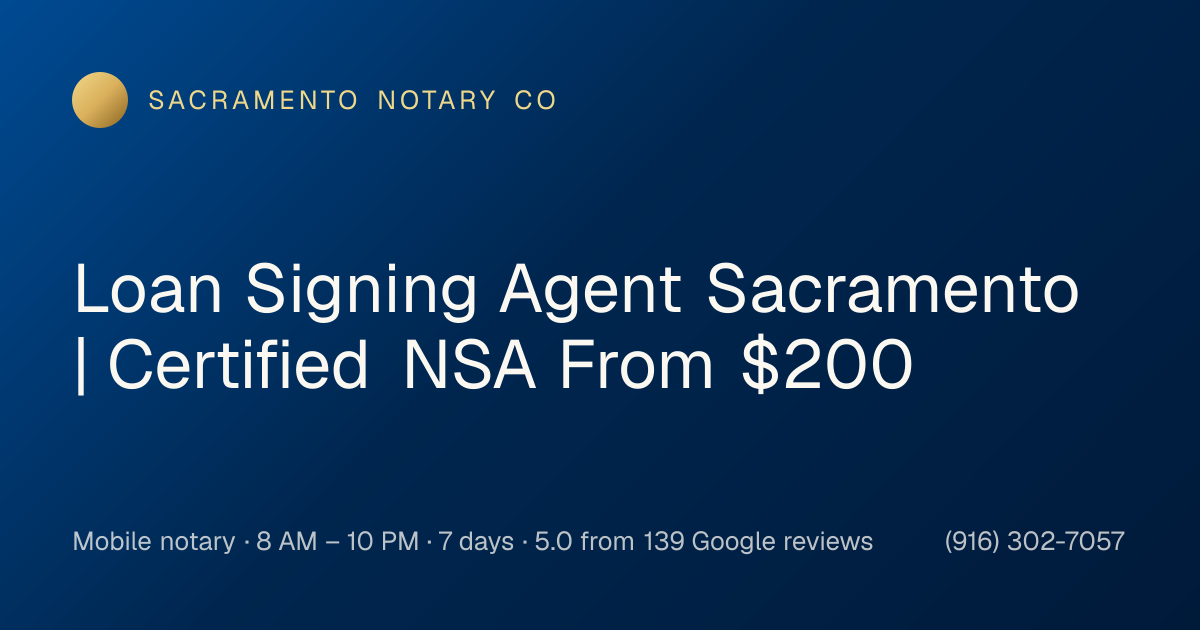 SACRAMENTO NOTARY CO
Loan Signing Agent Sacramento
| Certified NSA From $200
Mobile notary · 8 AM – 10 PM · 7 days · 5.0 from 139 Google reviews (916) 302-7057